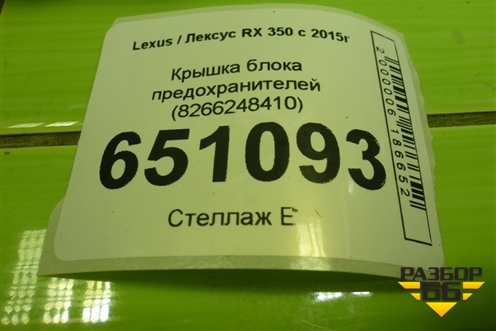 Lexus / Лексус RX 350 с 2015г
Крышка блока
предохранителей
(8266248410)
651093
Стеллаж Е
2000006186652
РАЗБОР
66